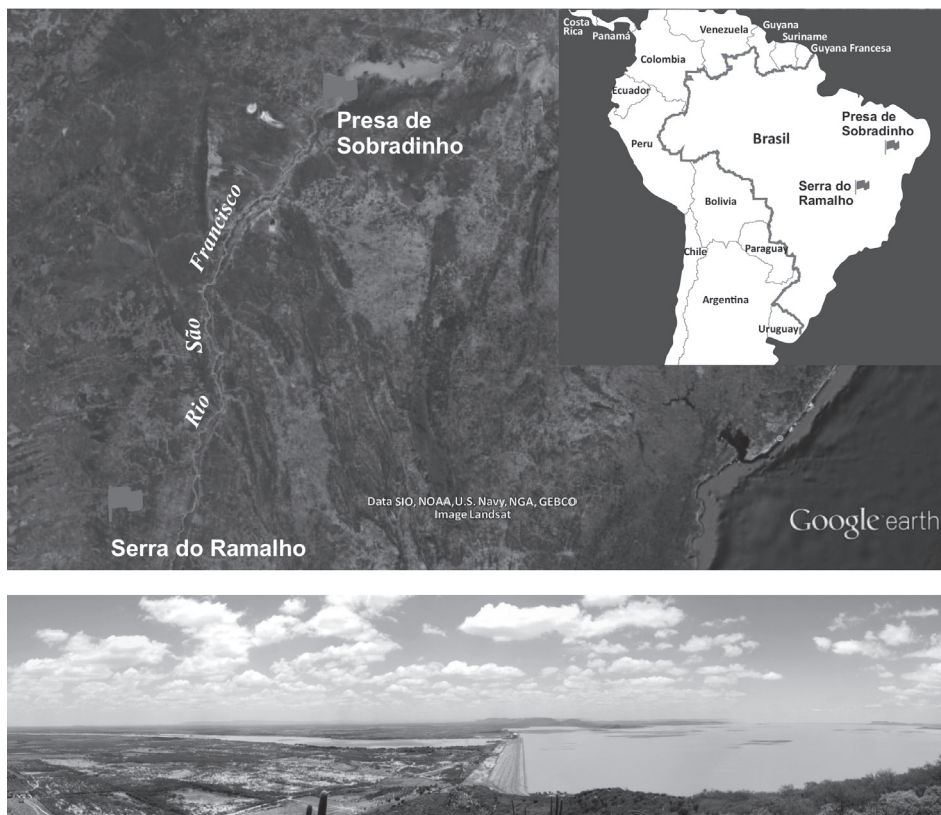 Presa de
Sobradinho
Rio São Francisco
Data SIO, NOAA, U.S. Navy, NGA, GEBCO
Image Landsat
Google earth
Serra do Ramalho
Costa
Rica
Panamá
Venezuela
Guyana
Suriname
Guyana Francesa
Colombia
Ecuador
Peru
Brasil
Presa de
Sobradinho
Serra do
Ramalho
Bolivia
Chile
Paraguay
Argentina
Uruguay